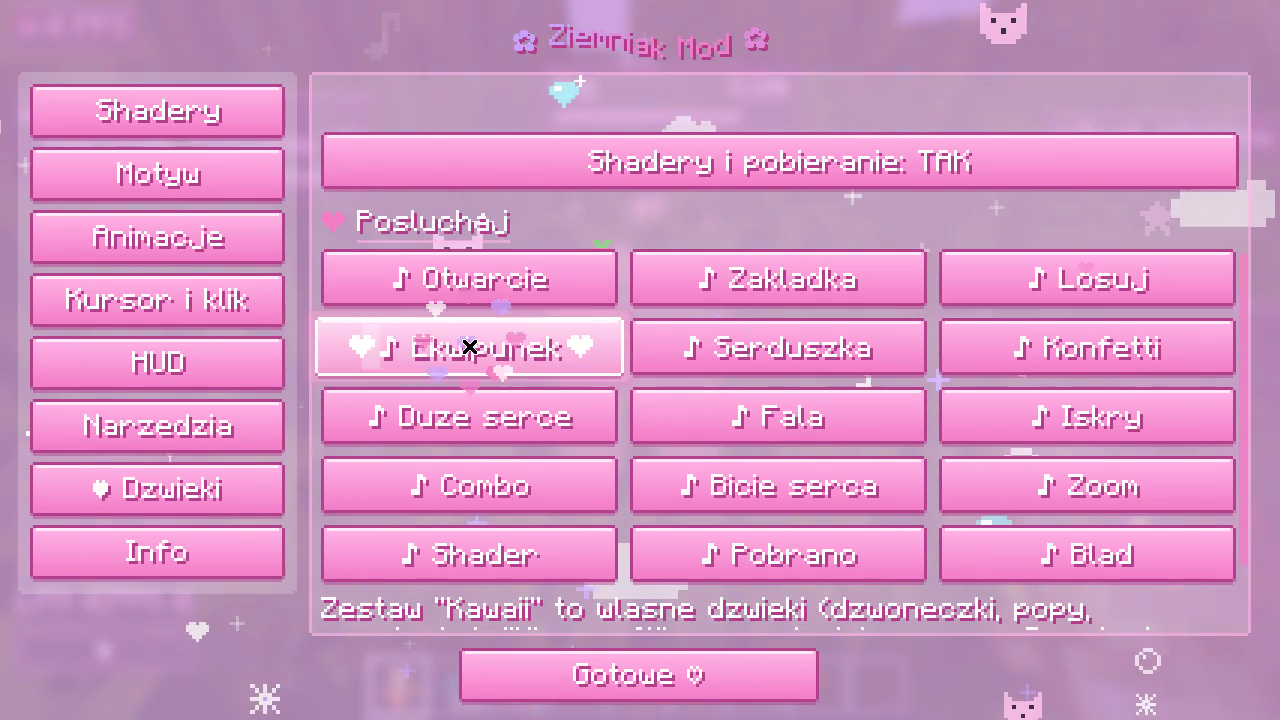 ✿ Ziemniak Mod ✿
Shadery
Motyw
Animacje
Kursor i klik
HUD
Narzedzia
♥ Dzwieki
Info
Shadery i pobieranie: TAK
♥ Posluchaj
♪ Otwarcie
♪ Zakladka
♪ Losuj
♪ Ekwipunek
♪ Serduszka
♪ Konfetti
♪ Duze serce
♪ Fala
♪ Iskry
♪ Combo
♪ Bicie serca
♪ Zoom
♪ Shader
♪ Pobrano
♪ Blad
Zestaw "Kawaii" to wlasne dzwieki (dzwoneczki, popy,
Gotowe ♡